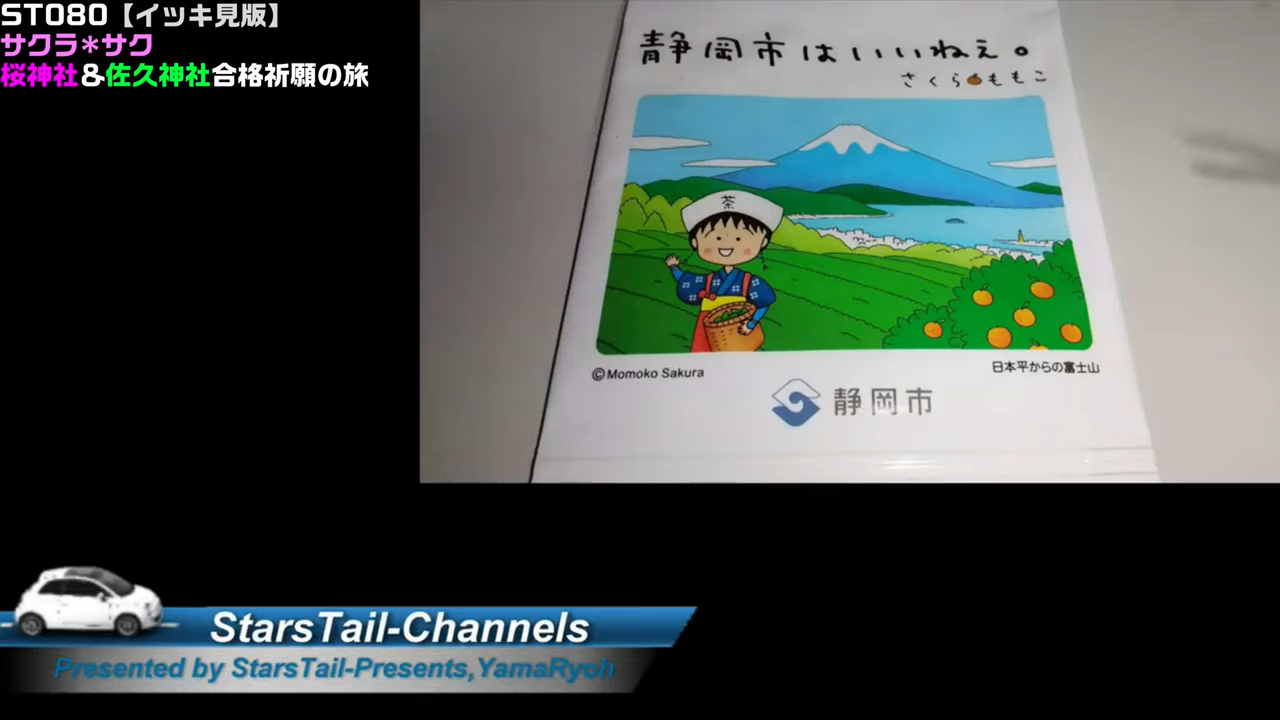 ST080【イッキ見版】
サクラ＊サク
桜神社＆佐久神社合格祈願の旅
静岡市はいいねぇ。
さくらももこ
茶
©Momoko Sakura
日本平からの富士山
静岡市
StarsTail-Channels
Presented by StarsTail-Presents,YamaRyoh